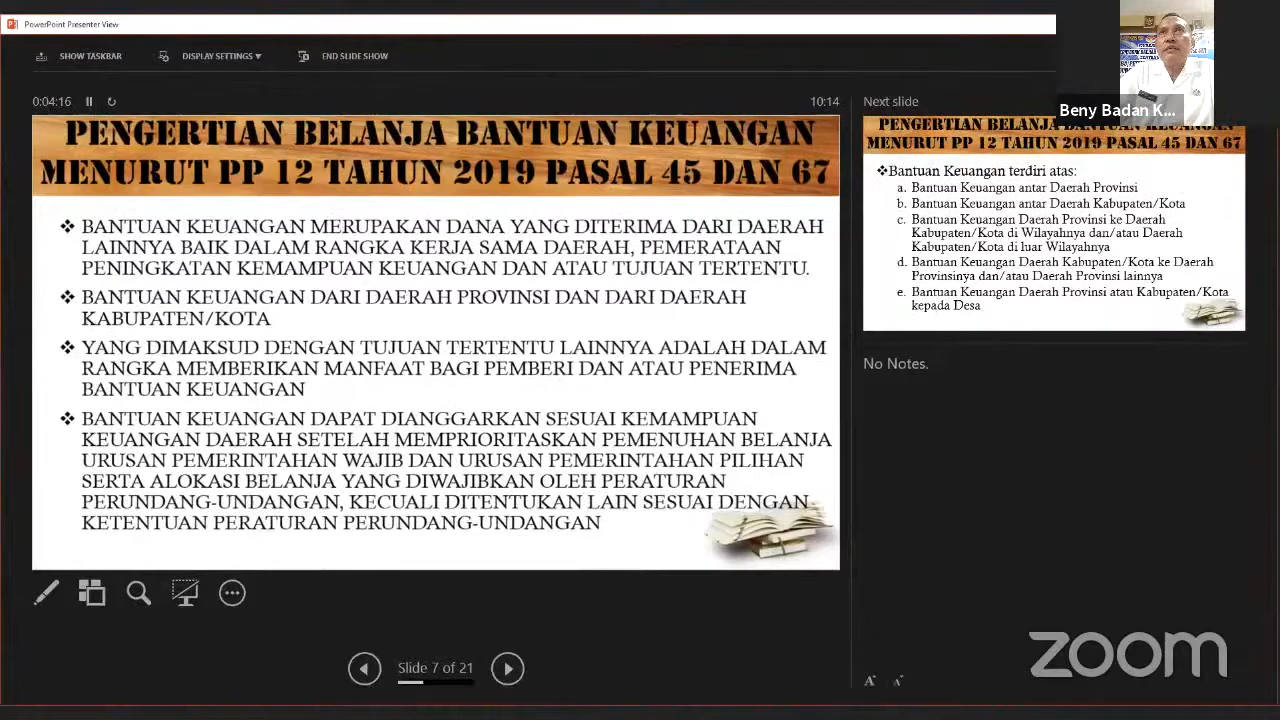 PowerPoint Presenter View
SHOW TASKBAR
DISPLAY SETTINGS
END SLIDE SHOW
Beny Badan K...
0:04:16
10:14
PENGERTIAN BELANJA BANTUAN KEUANGAN
MENURUT PP 12 TAHUN 2019 PASAL 45 DAN 67
❖ BANTUAN KEUANGAN MERUPAKAN DANA YANG DITERIMA DARI DAERAH
LAINNYA BAIK DALAM RANGKA KERJA SAMA DAERAH, PEMERATAAN
PENINGKATAN KEMAMPUAN KEUANGAN DAN ATAU TUJUAN TERTENTU.
❖ BANTUAN KEUANGAN DARI DAERAH PROVINSI DAN DARI DAERAH
KABUPATEN/KOTA
❖ YANG DIMAKSUD DENGAN TUJUAN TERTENTU LAINNYA ADALAH DALAM
RANGKA MEMBERIKAN MANFAAT BAGI PEMBERI DAN ATAU PENERIMA
BANTUAN KEUANGAN
❖ BANTUAN KEUANGAN DAPAT DIANGGARKAN SESUAI KEMAMPUAN
KEUANGAN DAERAH SETELAH MEMPRIORITASKAN PEMENUHAN BELANJA
URUSAN PEMERINTAHAN WAJIB DAN URUSAN PEMERINTAHAN PILIHAN
SERTA ALOKASI BELANJA YANG DIWAJIBKAN OLEH PERATURAN
PERUNDANG-UNDANGAN, KECUALI DITENTUKAN LAIN SESUAI DENGAN
KETENTUAN PERATURAN PERUNDANG-UNDANGAN
Slide 7 of 21
Next slide
PENGERTIAN BELANJA BANTUAN KEUANGAN
MENURUT PP 12 TAHUN 2019 PASAL 45 DAN 67
❖Bantuan Keuangan terdiri atas:
a. Bantuan Keuangan antar Daerah Provinsi
b. Bantuan Keuangan antar Daerah Kabupaten/Kota
c. Bantuan Keuangan Daerah Provinsi ke Daerah
Kabupaten/Kota di Wilayahnya dan/atau Daerah
Kabupaten/Kota di luar Wilayahnya
d. Bantuan Keuangan Daerah Kabupaten/Kota ke Daerah
Provinsinya dan/atau Daerah Provinsi lainnya
e. Bantuan Keuangan Daerah Provinsi atau Kabupaten/Kota
kepada Desa
No Notes.
A A
zoom